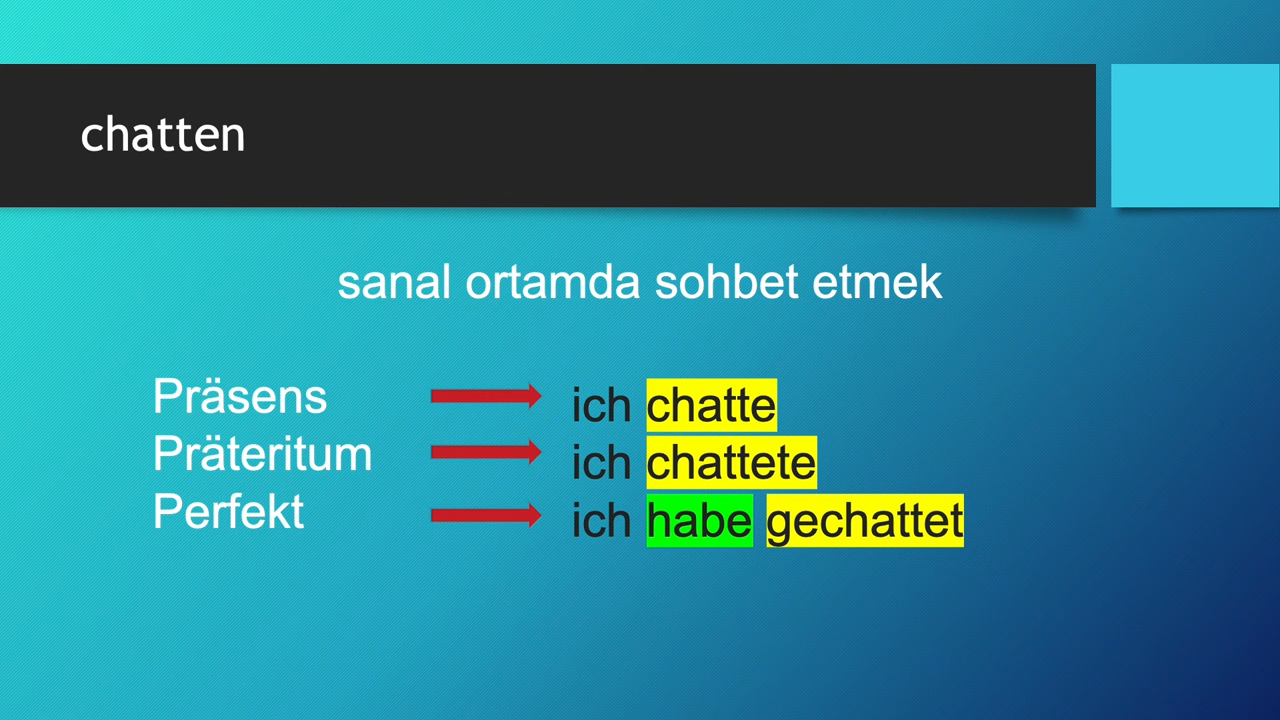 chatten
sanal ortamda sohbet etmek
Präsens ich chatte
Präteritum ich chattete
Perfekt ich habe gechattet